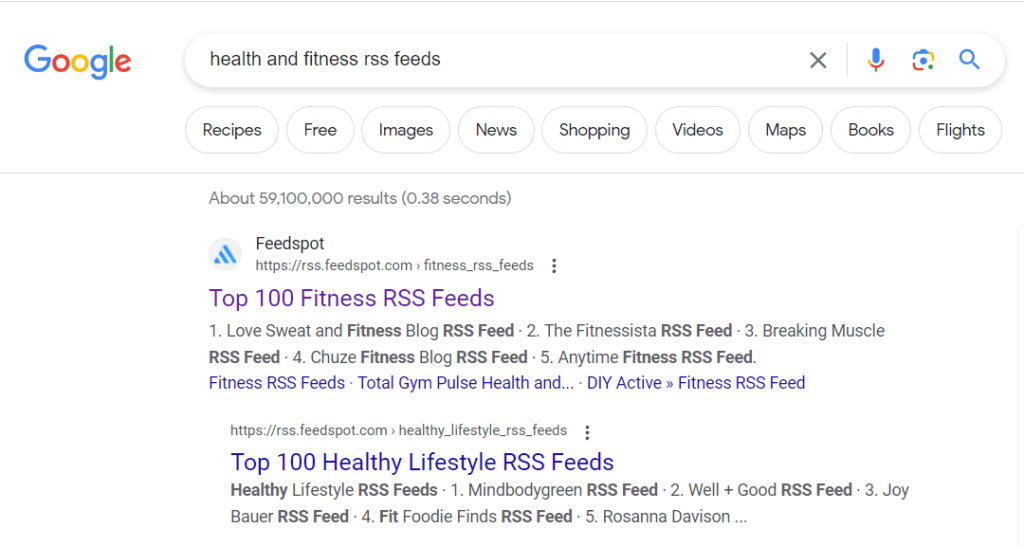 Google
health and fitness rss feeds
Recipes Free Images News Shopping Videos Maps Books Flights
About 59,100,000 results (0.38 seconds)
Feedspot
https://rss.feedspot.com › fitness_rss_feeds
Top 100 Fitness RSS Feeds
1. Love Sweat and Fitness Blog RSS Feed · 2. The Fitnessista RSS Feed · 3. Breaking Muscle
RSS Feed · 4. Chuze Fitness Blog RSS Feed · 5. Anytime Fitness RSS Feed.
Fitness RSS Feeds · Total Gym Pulse Health and... · DIY Active » Fitness RSS Feed
https://rss.feedspot.com › healthy_lifestyle_rss_feeds
Top 100 Healthy Lifestyle RSS Feeds
Healthy Lifestyle RSS Feeds · 1. Mindbodygreen RSS Feed · 2. Well + Good RSS Feed · 3. Joy
Bauer RSS Feed · 4. Fit Foodie Finds RSS Feed · 5. Rosanna Davison ...